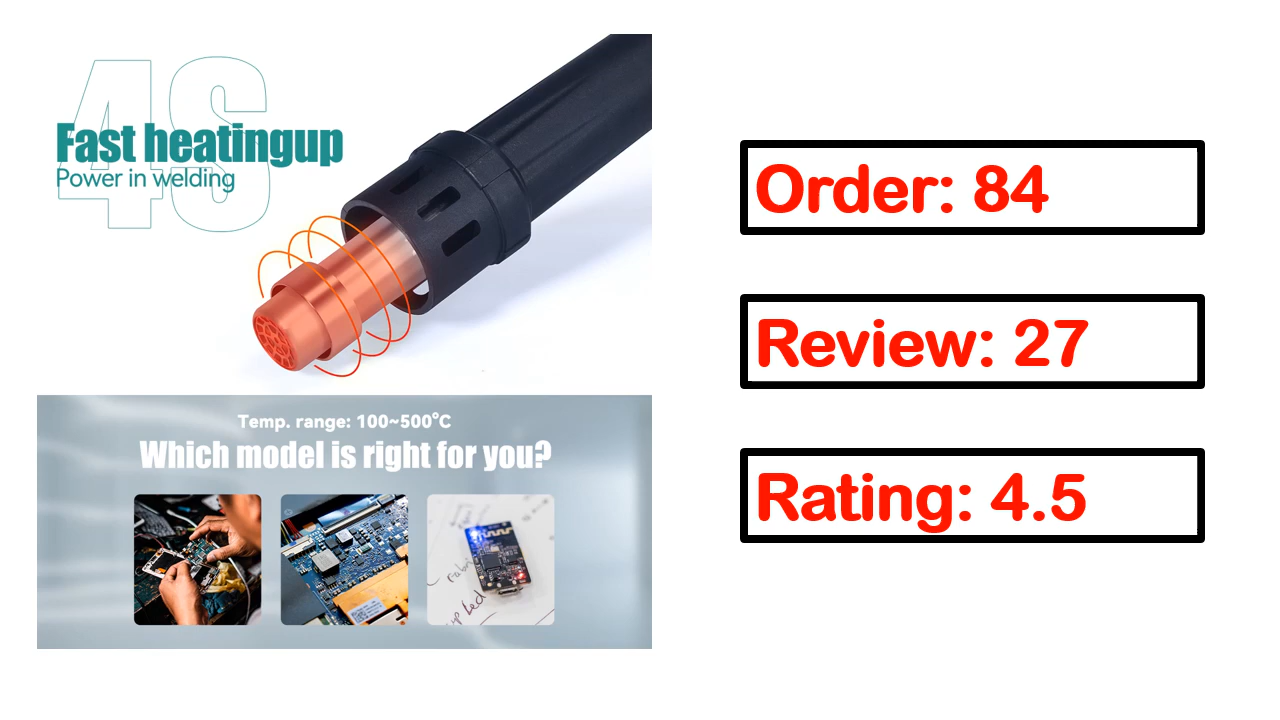 4S
Fast heatingup
Power in welding
Temp. range: 100~500°C
Which model is right for you?
Order: 84
Review: 27
Rating: 4.5